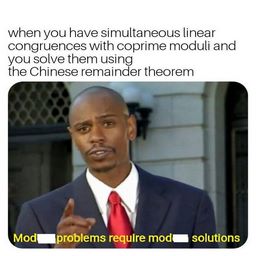 when you have simultaneous linear
congruences with coprime moduli and
you solve them using
the Chinese remainder theorem
Mod problems require mod solutions